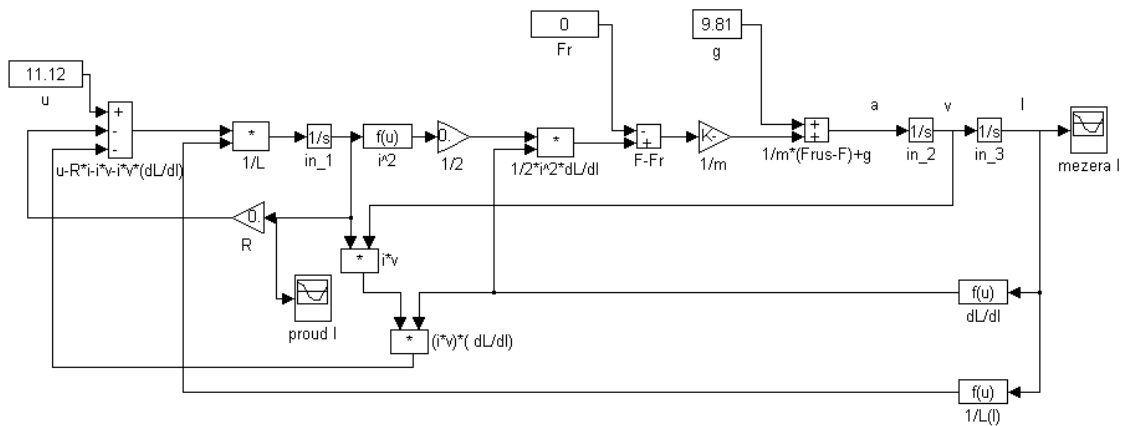 0
Fr
9.81
g
11.12
u
+
-
-
u-R*i-i*v-i*v*(dL/dl)
*
1/L
1/s
in_1
f(u)
i^2
0.
1/2
*
1/2*i^2*dL/dl
-
+
F-Fr
K-
1/m
+
+
1/m*(Frus-F)+g
a
1/s
in_2
v
1/s
in_3
l
mezera l
0.
R
*
i*v
proud I
*
(i*v)*( dL/dl)
f(u)
dL/dl
f(u)
1/L(l)